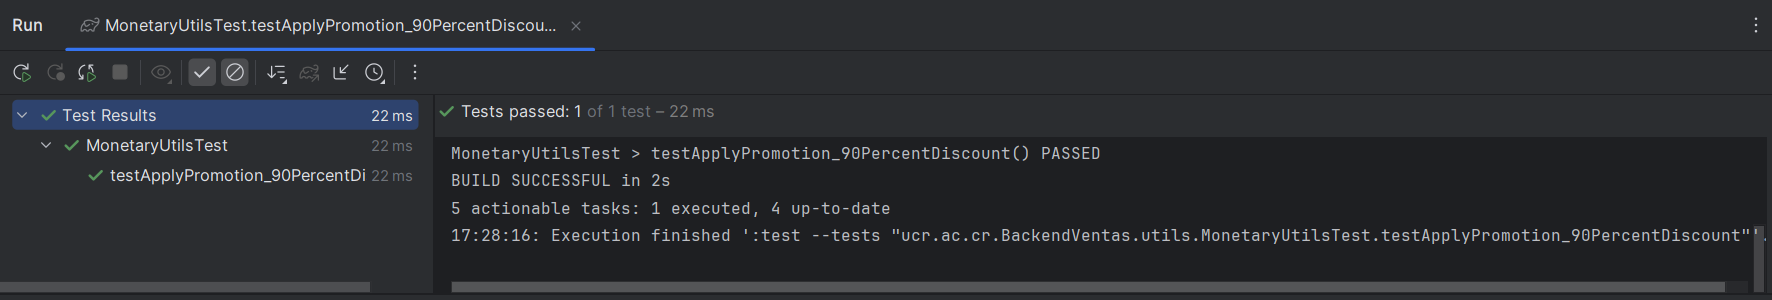 Run MonetaryUtilsTest.testApplyPromotion_90PercentDiscou...
Test Results 22 ms
MonetaryUtilsTest 22 ms
testApplyPromotion_90PercentDi 22 ms
Tests passed: 1 of 1 test – 22 ms
MonetaryUtilsTest > testApplyPromotion_90PercentDiscount() PASSED
BUILD SUCCESSFUL in 2s
5 actionable tasks: 1 executed, 4 up-to-date
17:28:16: Execution finished ':test --tests "ucr.ac.cr.BackendVentas.utils.MonetaryUtilsTest.testApplyPromotion_90PercentDiscount"'.